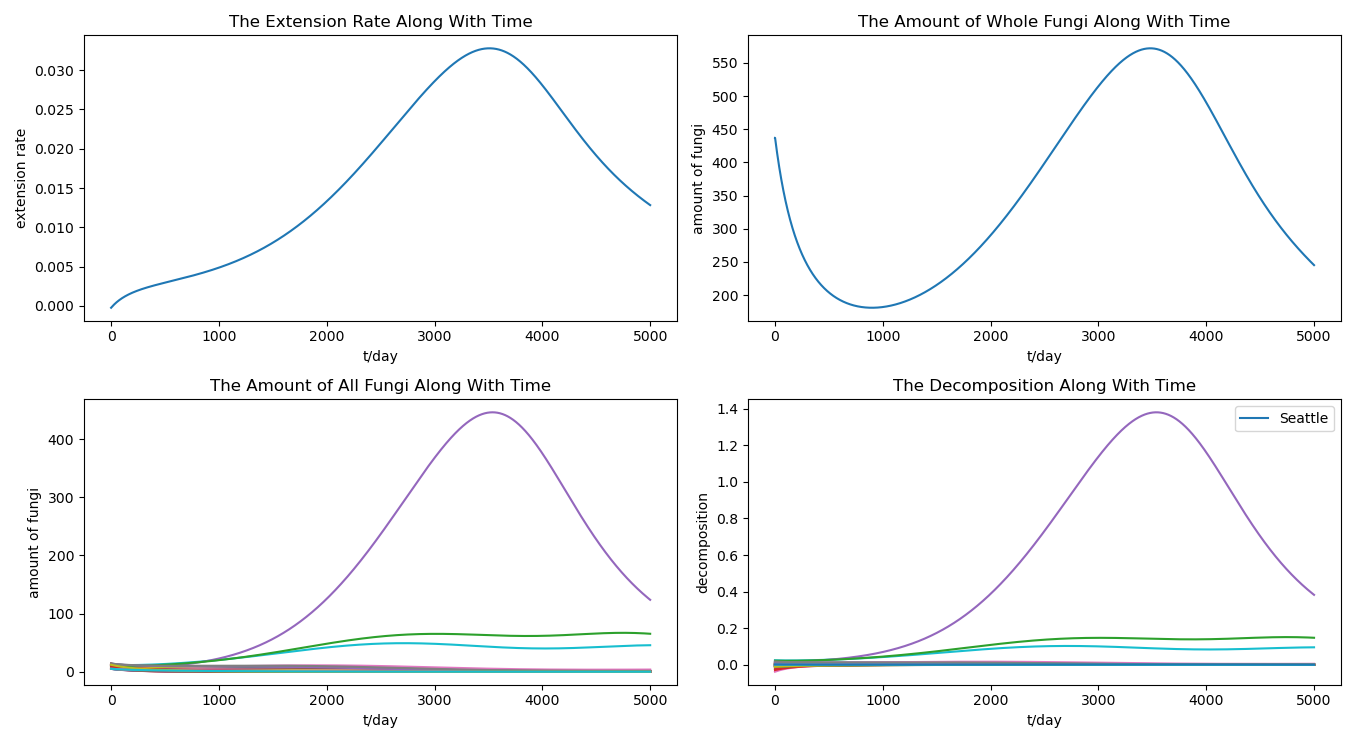 The Extension Rate Along With Time
0.030
0.025
0.020
0.015
0.010
0.005
0.000
extension rate
0 1000 2000 3000 4000 5000
t/day
The Amount of Whole Fungi Along With Time
550
500
450
400
350
300
250
200
amount of fungi
0 1000 2000 3000 4000 5000
t/day
The Amount of All Fungi Along With Time
400
300
200
100
0
amount of fungi
0 1000 2000 3000 4000 5000
t/day
The Decomposition Along With Time
Seattle
1.4
1.2
1.0
0.8
0.6
0.4
0.2
0.0
decomposition
0 1000 2000 3000 4000 5000
t/day